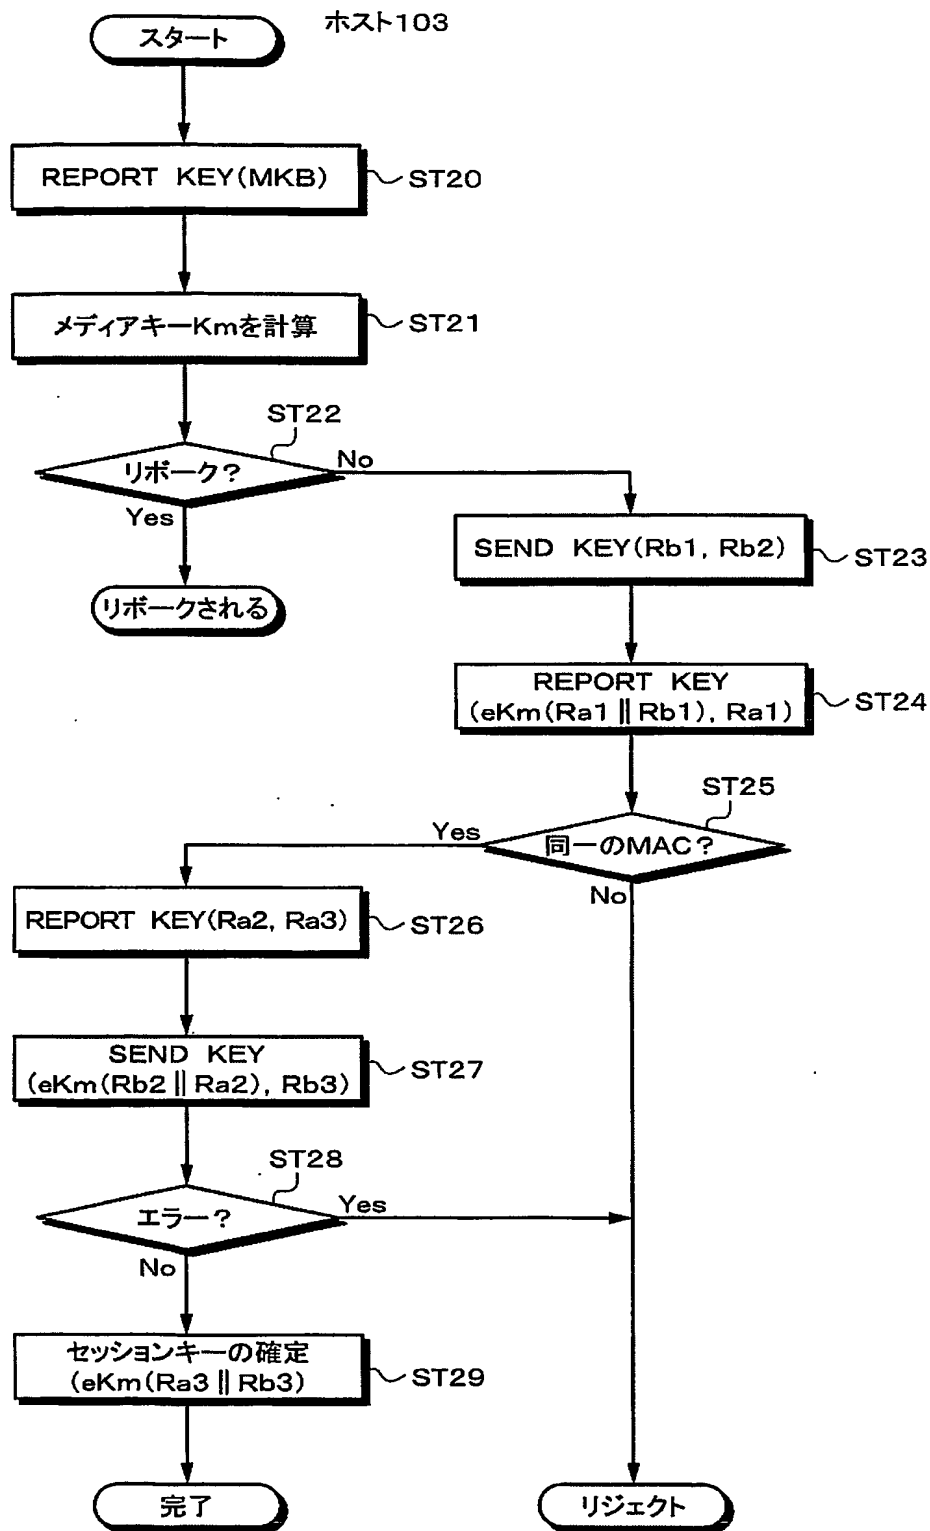 ホスト103
スタート
REPORT KEY(MKB)
ST20
メディアキーKmを計算
ST21
ST22
リボーク?
No
Yes
リボークされる
SEND KEY(Rb1, Rb2)
ST23
REPORT KEY
(eKm(Ra1 || Rb1), Ra1)
ST24
ST25
同一のMAC?
Yes
No
REPORT KEY(Ra2, Ra3)
ST26
SEND KEY
(eKm(Rb2 || Ra2), Rb3)
ST27
ST28
エラー?
Yes
No
セッションキーの確定
(eKm(Ra3 || Rb3)
ST29
完了
リジェクト